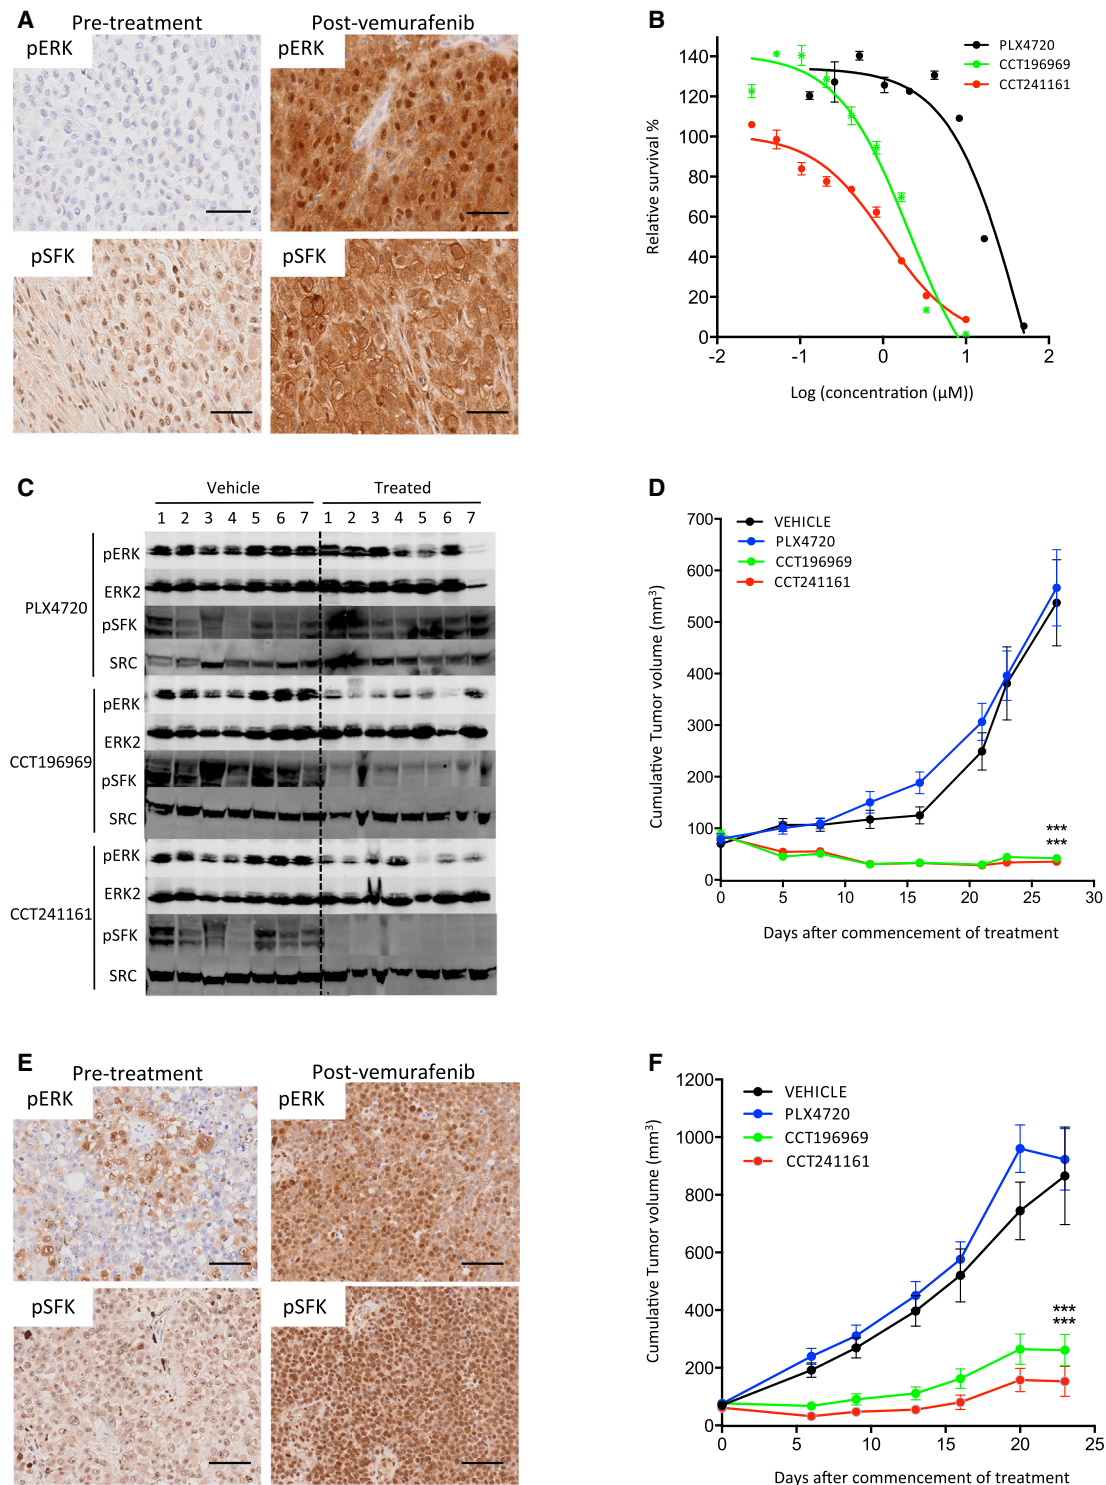 A
Pre-treatment
Post-vemurafenib
pERK
pERK
pSFK
pSFK
B
PLX4720
CCT196969
CCT241161
Relative survival %
140
120
100
80
60
40
20
0
-2
-1
0
1
2
Log (concentration (µM))
C
Vehicle
Treated
1 2 3 4 5 6 7 1 2 3 4 5 6 7
PLX4720
pERK
ERK2
pSFK
SRC
CCT196969
pERK
ERK2
pSFK
SRC
CCT241161
pERK
ERK2
pSFK
SRC
D
VEHICLE
PLX4720
CCT196969
CCT241161
Cumulative Tumor volume (mm³)
700
600
500
400
300
200
100
0
***
***
0 5 10 15 20 25 30
Days after commencement of treatment
E
Pre-treatment
Post-vemurafenib
pERK
pERK
pSFK
pSFK
F
VEHICLE
PLX4720
CCT196969
CCT241161
Cumulative Tumor volume (mm³)
1200
1000
800
600
400
200
0
***
***
0 5 10 15 20 25
Days after commencement of treatment